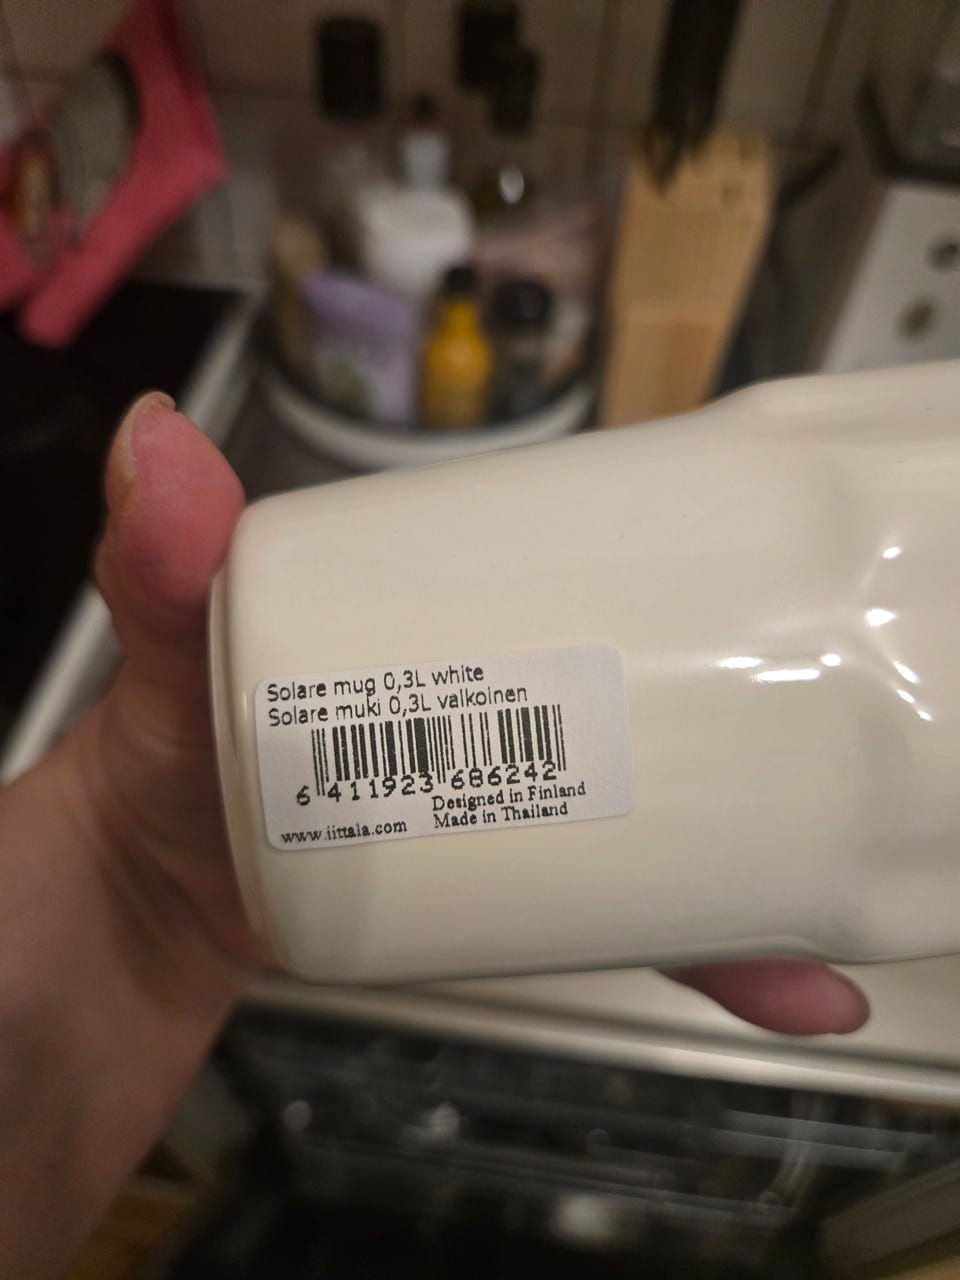 Solare mug 0,3L white
Solare muki 0,3L valkoinen
6 411923 686242
Designed in Finland
www.iittala.com Made in Thailand